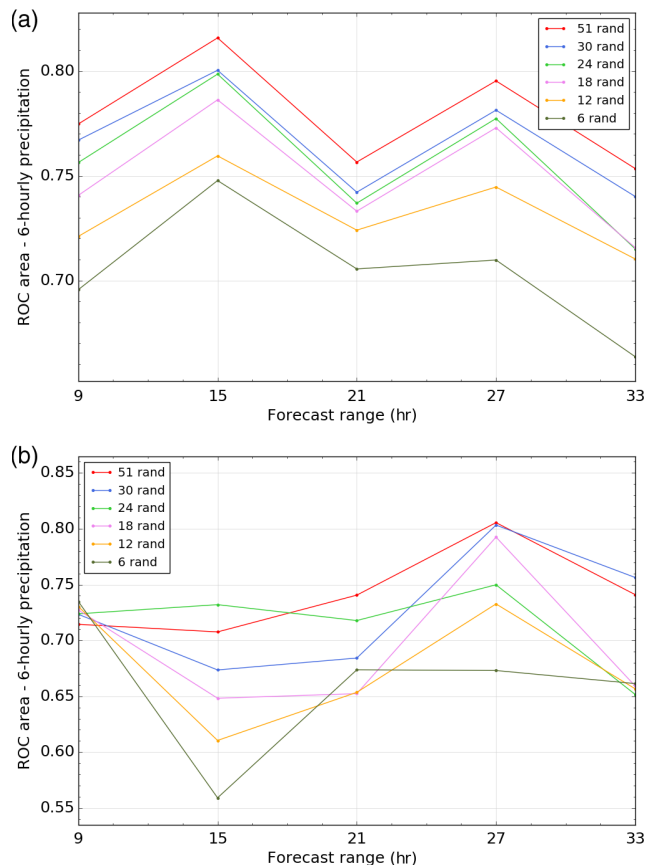 (a)
ROC area - 6-hourly precipitation
0.80
0.75
0.70
51 rand
30 rand
24 rand
18 rand
12 rand
6 rand
9 15 21 27 33
Forecast range (hr)
(b)
ROC area - 6-hourly precipitation
0.85
0.80
0.75
0.70
0.65
0.60
0.55
51 rand
30 rand
24 rand
18 rand
12 rand
6 rand
9 15 21 27 33
Forecast range (hr)